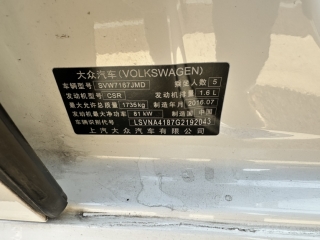 大众汽车(VOLKSWAGEN)
车辆型号 SVW7167JMD 乘坐人数 5
发动机型号 CSR 发动机排量 1.6 L
最大允许总质量 1735kg 制造年月 2016.07
发动机最大净功率 81 kW 制造国 中国
车辆识别代号 LSVNA4187G2192043
上汽大众汽车有限公司